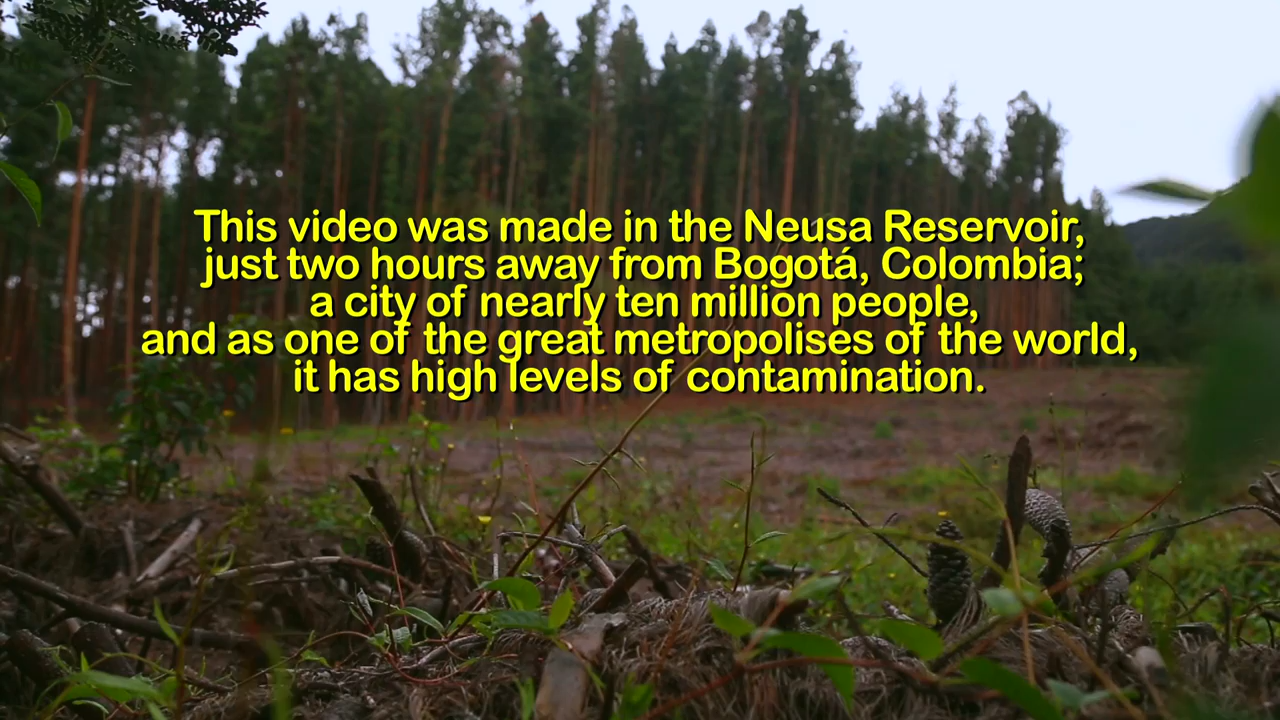 This video was made in the Neusa Reservoir,
just two hours away from Bogotá, Colombia;
a city of nearly ten million people,
and as one of the great metropolises of the world,
it has high levels of contamination.